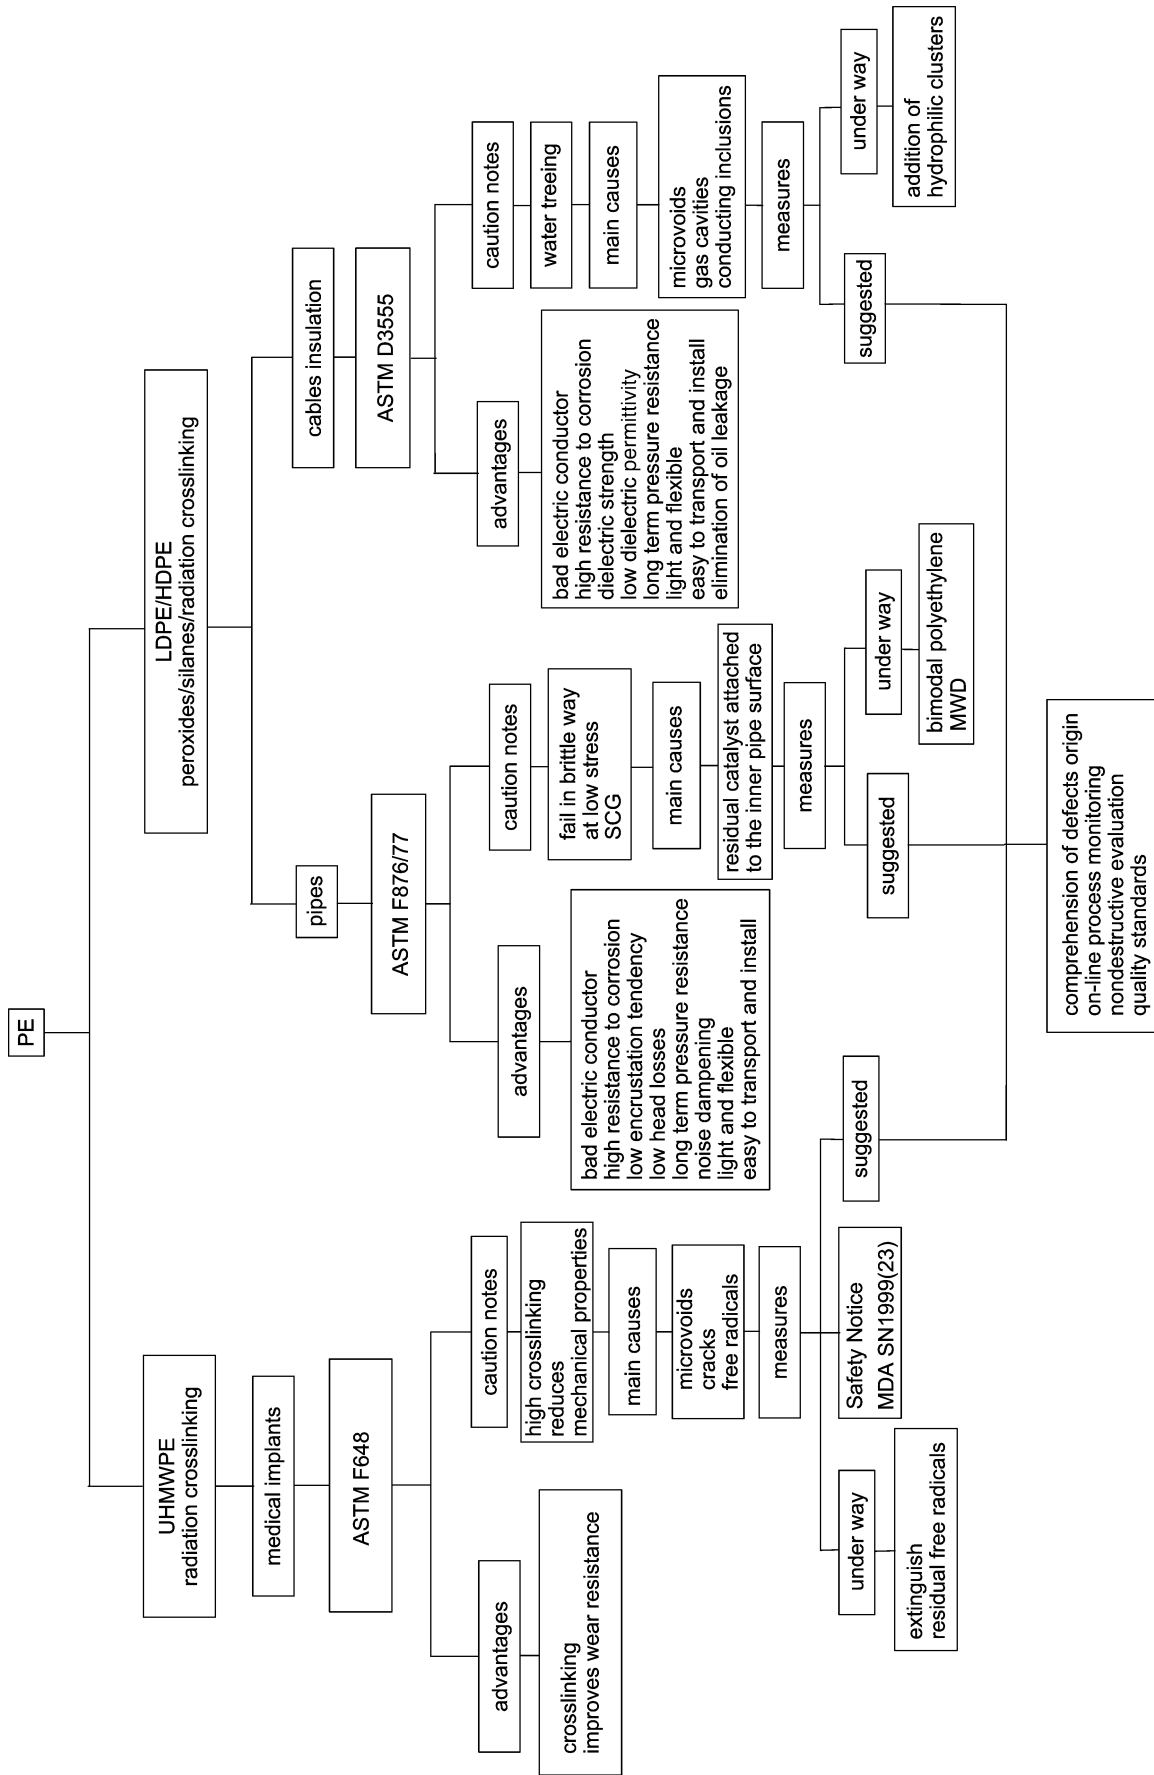 PE
UHMWPE
radiation crosslinking
medical implants
ASTM F648
advantages
crosslinking
improves wear resistance
caution notes
high crosslinking
reduces
mechanical properties
main causes
microvoids
cracks
free radicals
measures
under way
extinguish
residual free radicals
Safety Notice
MDA SN1999(23)
suggested
LDPE/HDPE
peroxides/silanes/radiation crosslinking
pipes
ASTM F876/77
advantages
bad electric conductor
high resistance to corrosion
low encrustation tendency
low head losses
long term pressure resistance
noise dampening
light and flexible
easy to transport and install
caution notes
fail in brittle way
at low stress
SCG
main causes
residual catalyst attached
to the inner pipe surface
measures
suggested
under way
bimodal polyethylene
MWD
cables insulation
ASTM D3555
advantages
bad electric conductor
high resistance to corrosion
dielectric strength
low dielectric permittivity
long term pressure resistance
light and flexible
easy to transport and install
elimination of oil leakage
caution notes
water treeing
main causes
microvoids
gas cavities
conducting inclusions
measures
suggested
under way
addition of
hydrophilic clusters
comprehension of defects origin
on-line process monitoring
nondestructive evaluation
quality standards